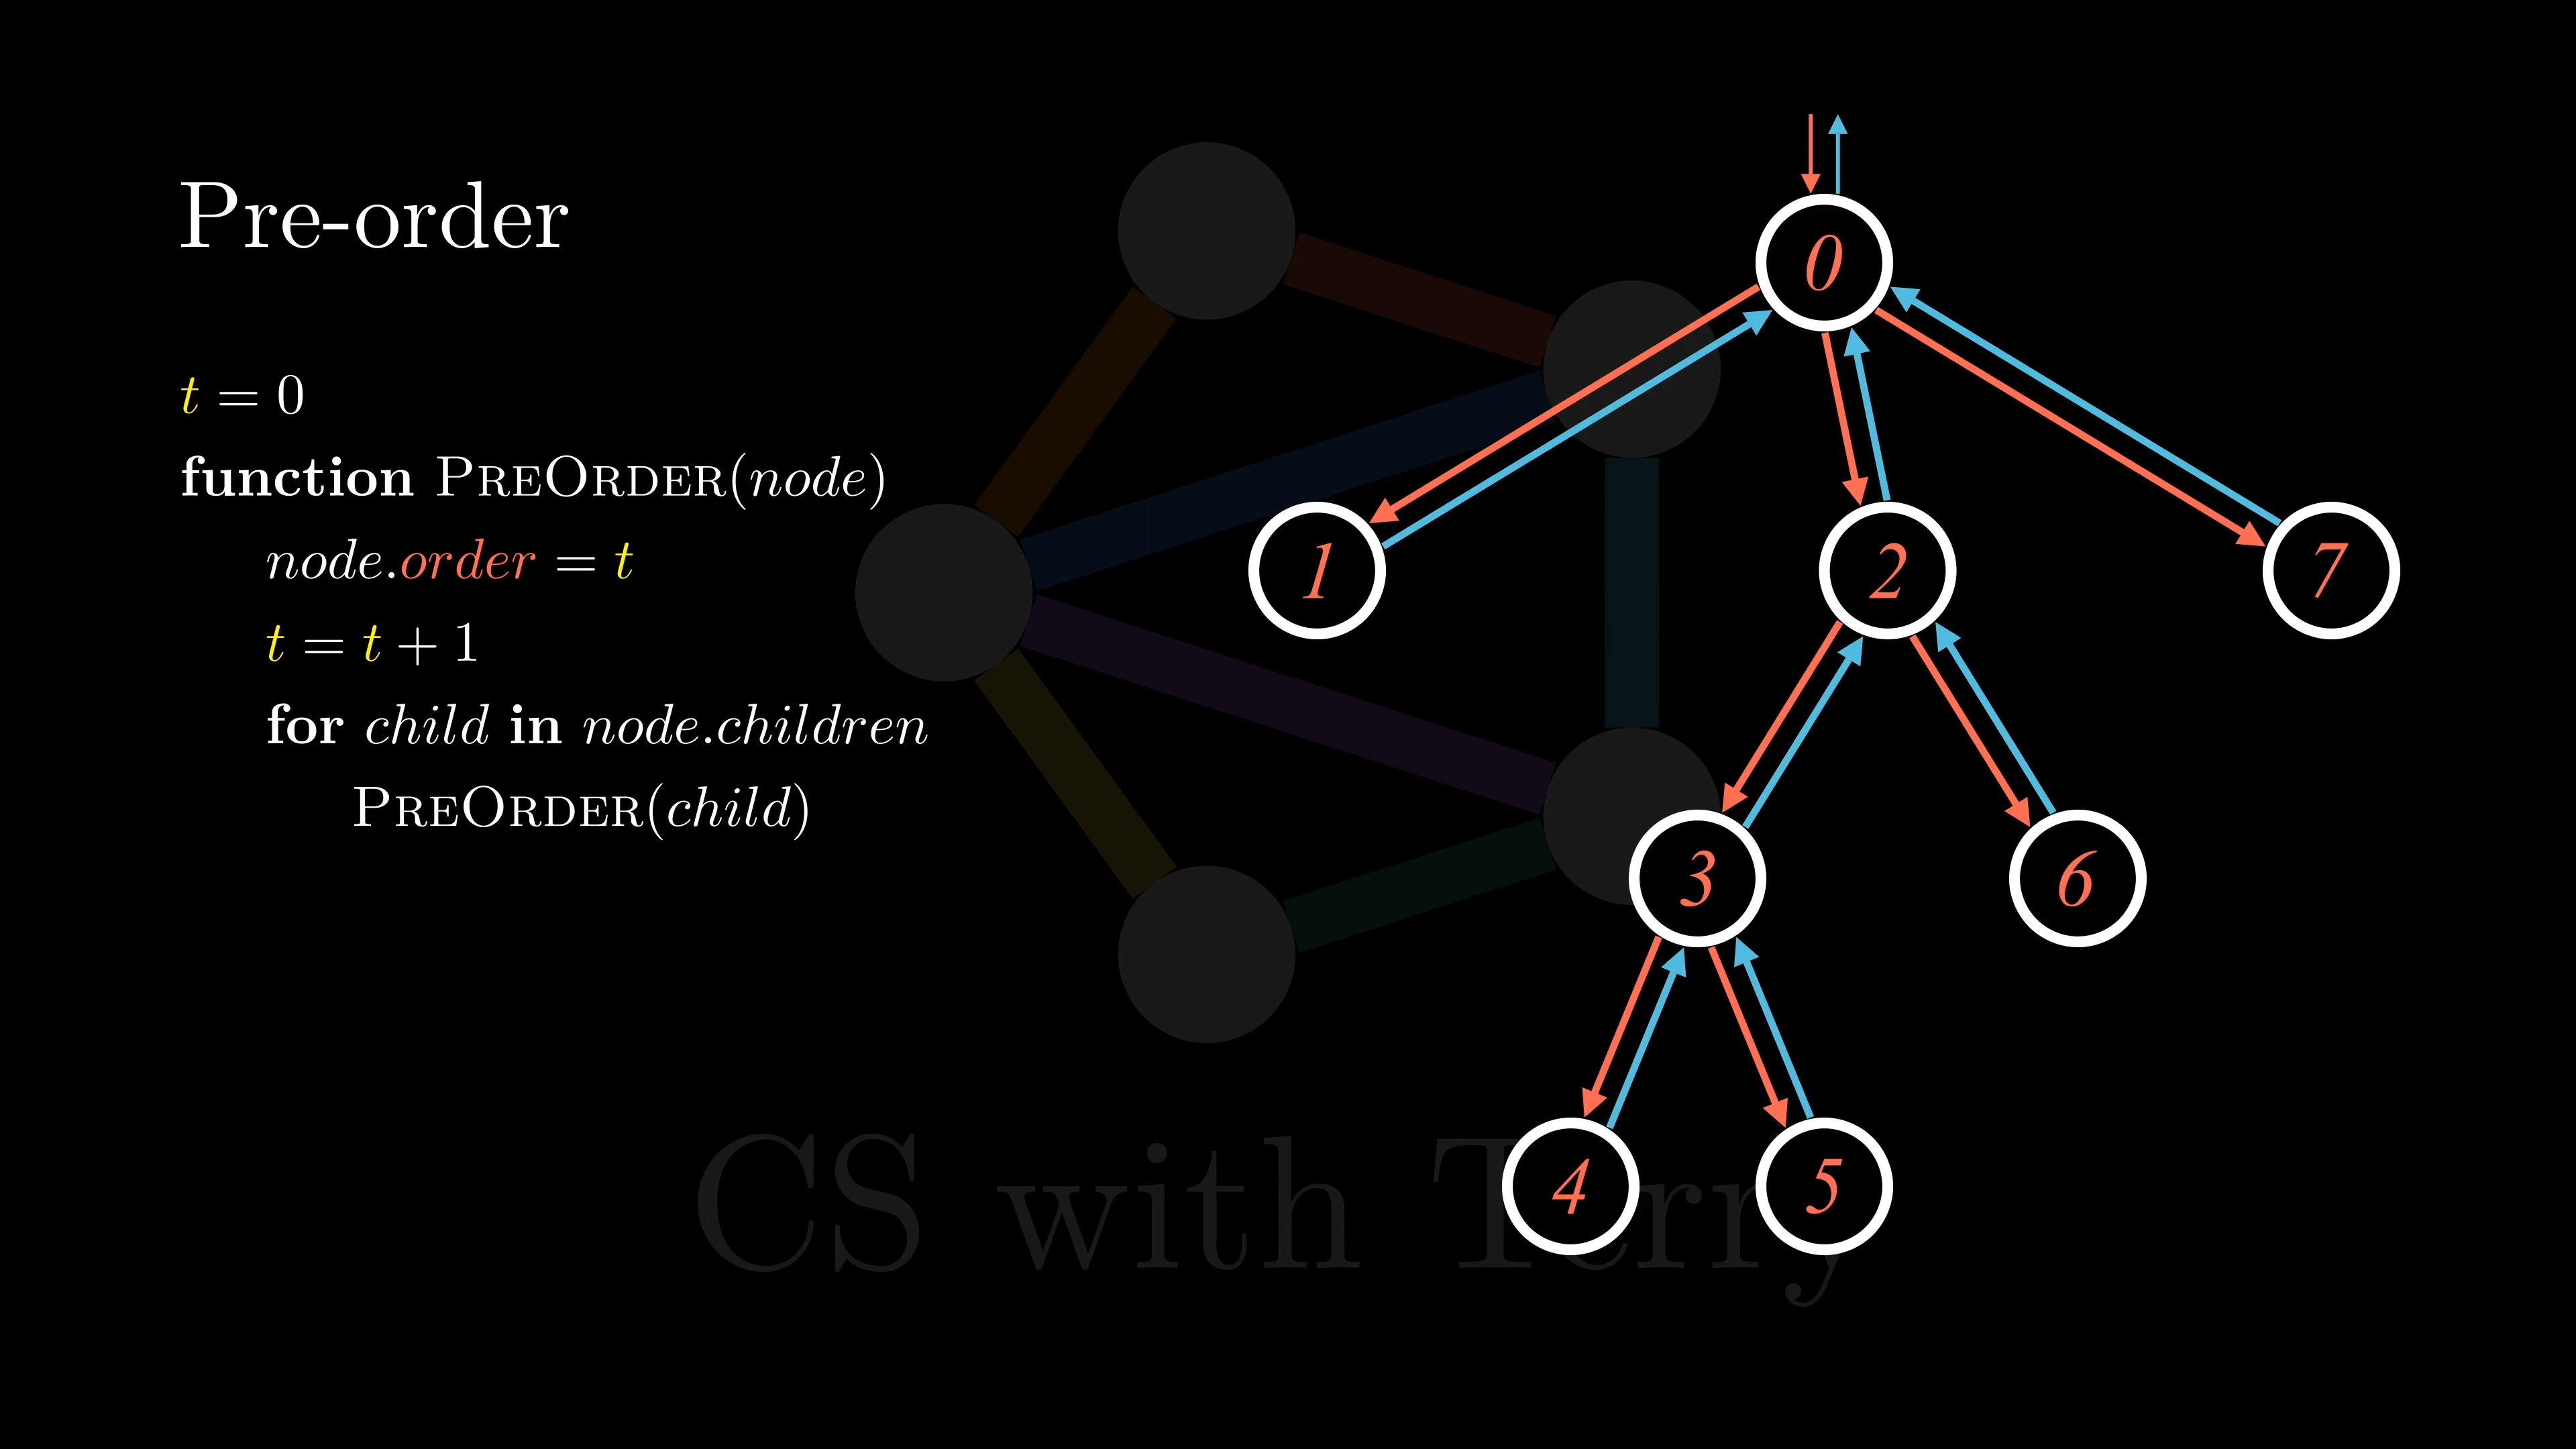 Pre-order
t = 0
function PREORDER(node)
node.order = t
t = t + 1
for child in node.children
PREORDER(child)
0
1
2
7
3
6
4
5
CS with Terry